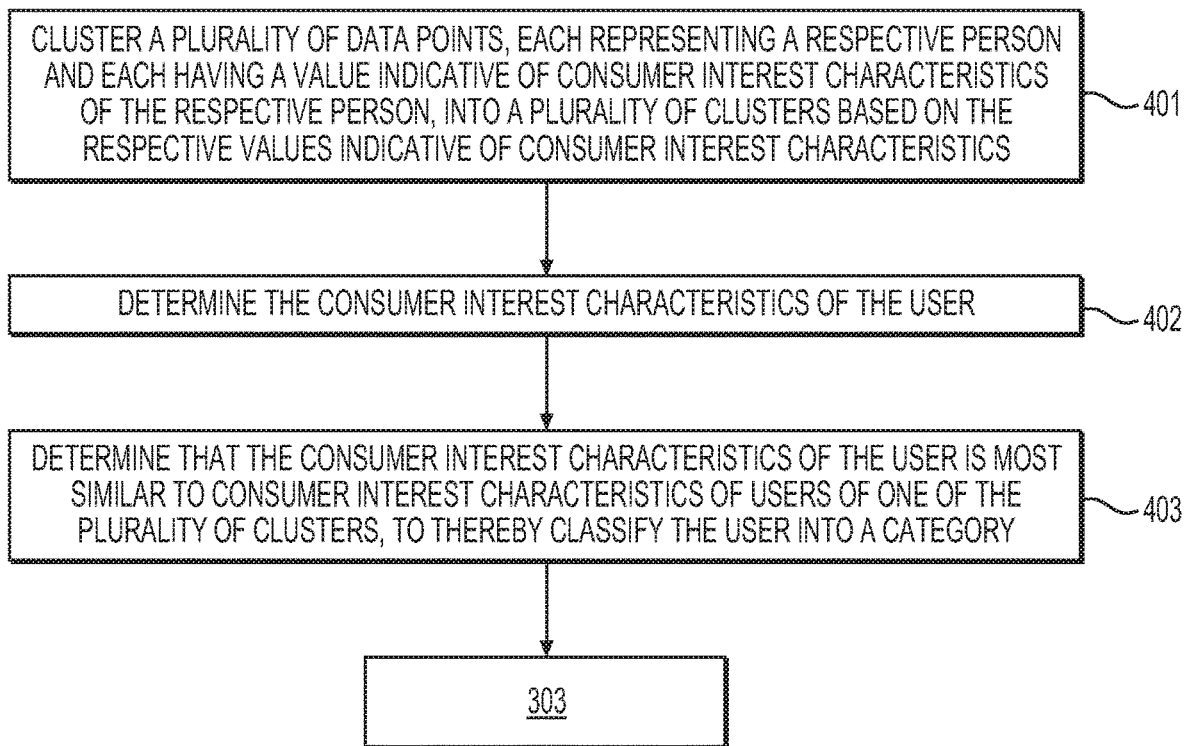 CLUSTER A PLURALITY OF DATA POINTS, EACH REPRESENTING A RESPECTIVE PERSON
AND EACH HAVING A VALUE INDICATIVE OF CONSUMER INTEREST CHARACTERISTICS
OF THE RESPECTIVE PERSON, INTO A PLURALITY OF CLUSTERS BASED ON THE
RESPECTIVE VALUES INDICATIVE OF CONSUMER INTEREST CHARACTERISTICS
401
DETERMINE THE CONSUMER INTEREST CHARACTERISTICS OF THE USER
402
DETERMINE THAT THE CONSUMER INTEREST CHARACTERISTICS OF THE USER IS MOST
SIMILAR TO CONSUMER INTEREST CHARACTERISTICS OF USERS OF ONE OF THE
PLURALITY OF CLUSTERS, TO THEREBY CLASSIFY THE USER INTO A CATEGORY
403
303